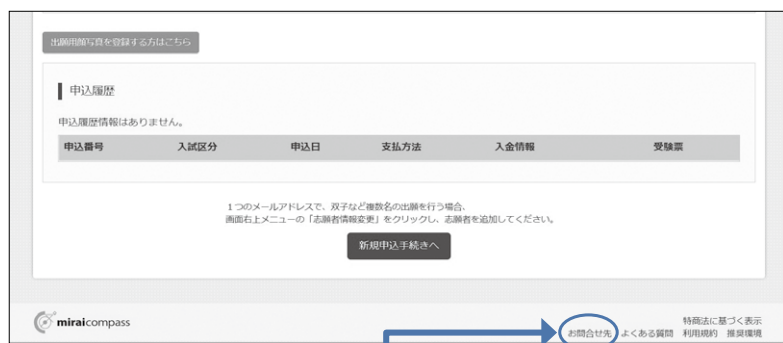 出願用顔写真を登録する方はこちら
申込履歴
申込履歴情報はありません。
申込番号 入試区分 申込日 支払方法 入金情報 受験票
1つのメールアドレスで、双子など複数名の出願を行う場合、
画面右上メニューの「志願者情報変更」をクリックし、志願者を追加してください。
新規申込手続きへ
miraicompass
特商法に基づく表示
お問合せ先 よくある質問 利用規約 推奨環境